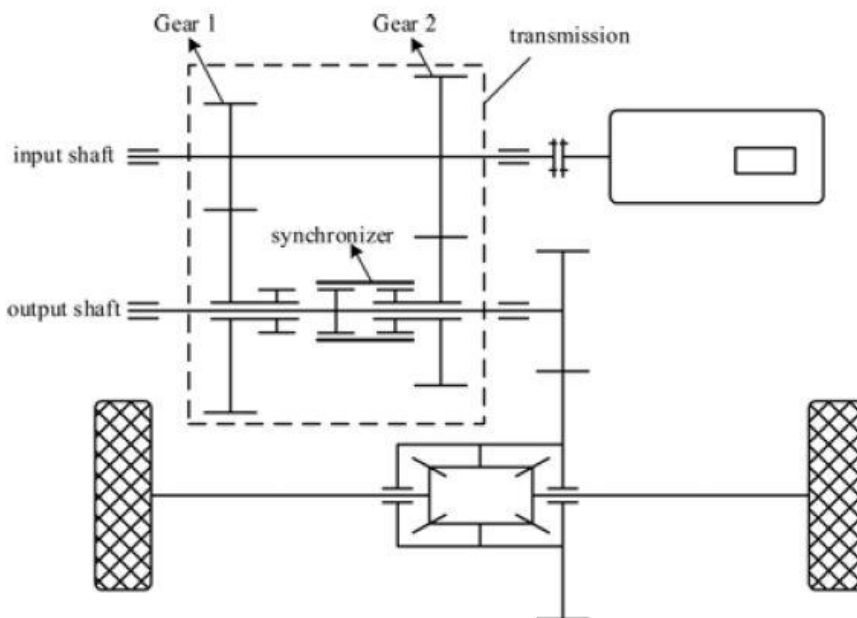 Gear 1
Gear 2
transmission
input shaft
synchronizer
output shaft